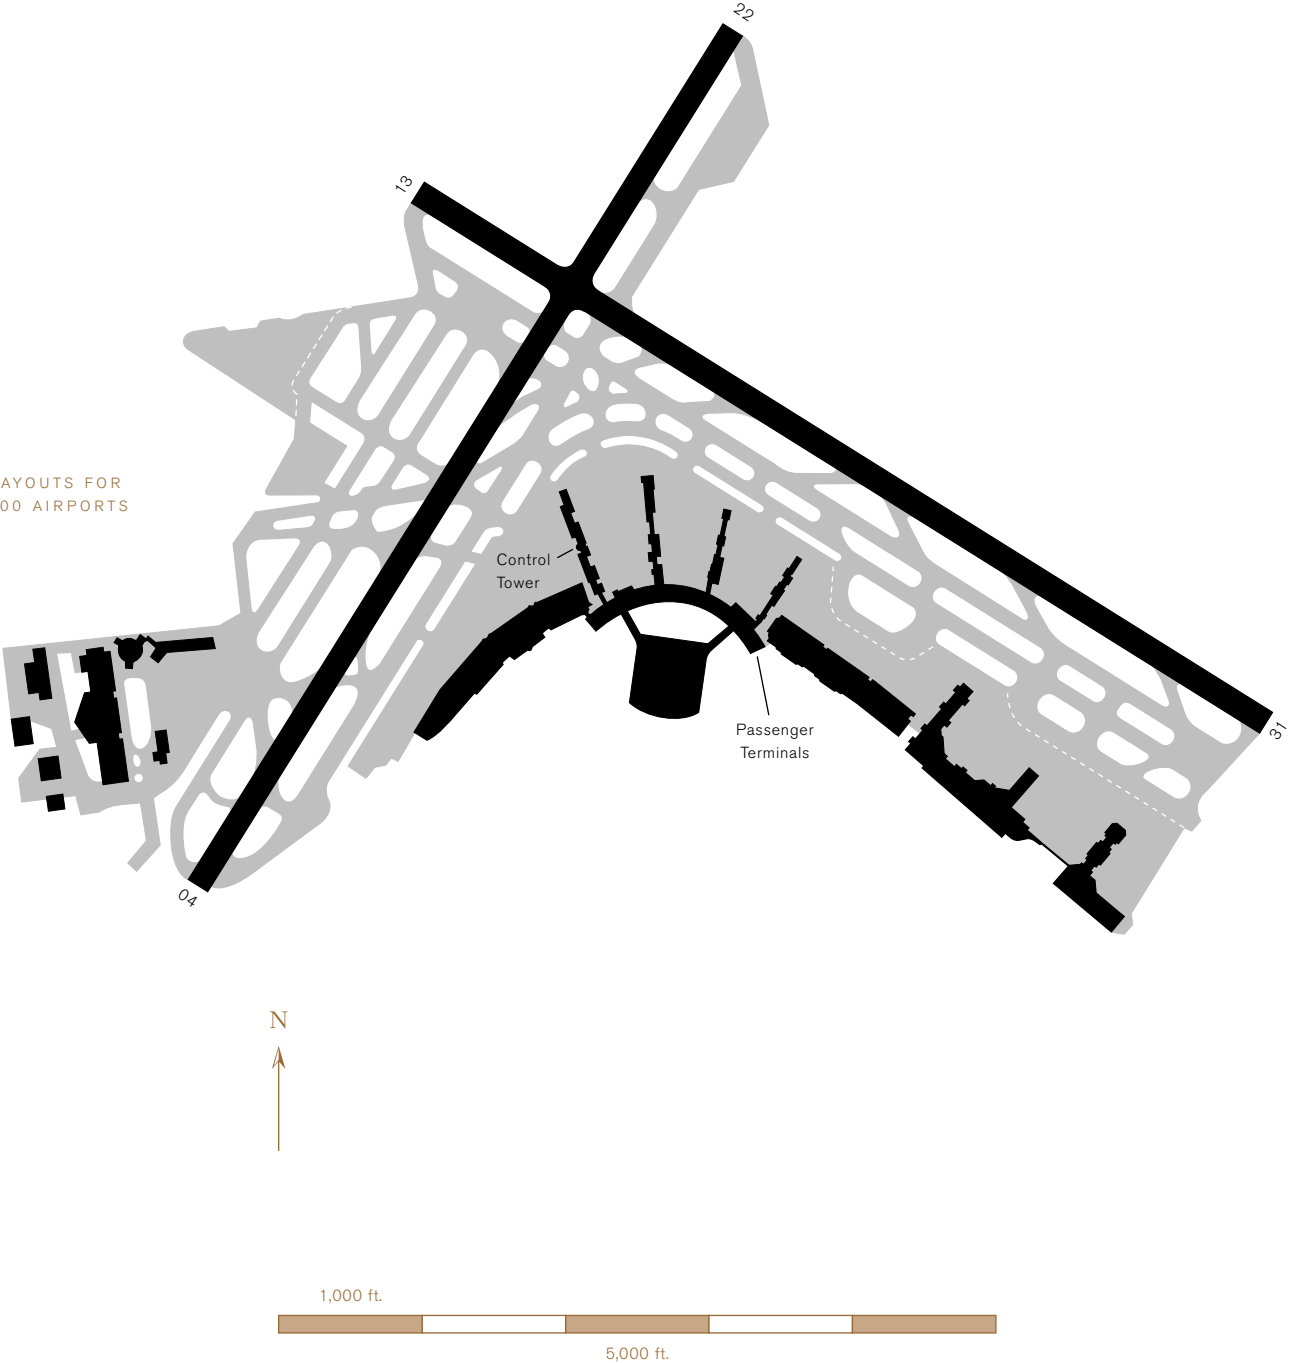 22
13
AYOUTS FOR
00 AIRPORTS
Control
Tower
Passenger
Terminals
31
04
N
1,000 ft.
5,000 ft.